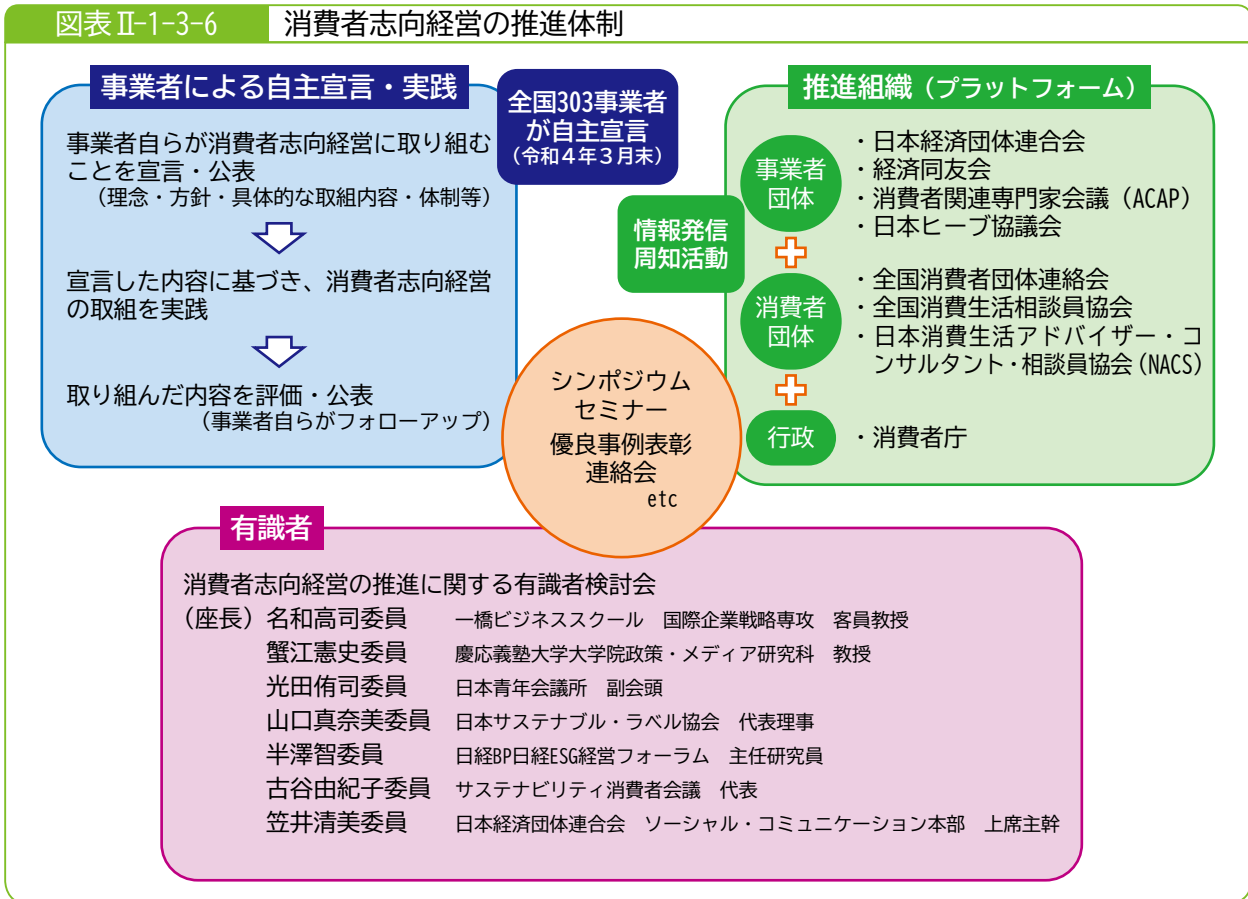 図表Ⅱ-1-3-6 消費者志向経営の推進体制
事業者による自主宣言・実践
事業者自らが消費者志向経営に取り組む
ことを宣言・公表
（理念・方針・具体的な取組内容・体制等）
宣言した内容に基づき、消費者志向経営
の取組を実践
取り組んだ内容を評価・公表
（事業者自らがフォローアップ）
全国303事業者
が自主宣言
（令和４年３月末）
情報発信
周知活動
推進組織（プラットフォーム）
事業者
団体
・日本経済団体連合会
・経済同友会
・消費者関連専門家会議（ACAP）
・日本ヒーブ協議会
消費者
団体
・全国消費者団体連絡会
・全国消費生活相談員協会
・日本消費生活アドバイザー・コ
ンサルタント・相談員協会（NACS）
行政
・消費者庁
シンポジウム
セミナー
優良事例表彰
連絡会
etc
有識者
消費者志向経営の推進に関する有識者検討会
（座長）名和高司委員 一橋ビジネススクール　国際企業戦略専攻　客員教授
蟹江憲史委員 慶応義塾大学大学院政策・メディア研究科　教授
光田侑司委員 日本青年会議所　副会頭
山口真奈美委員 日本サステナブル・ラベル協会　代表理事
半澤智委員 日経BP日経ESG経営フォーラム　主任研究員
古谷由紀子委員 サステナビリティ消費者会議　代表
笠井清美委員 日本経済団体連合会　ソーシャル・コミュニケーション本部　上席主幹